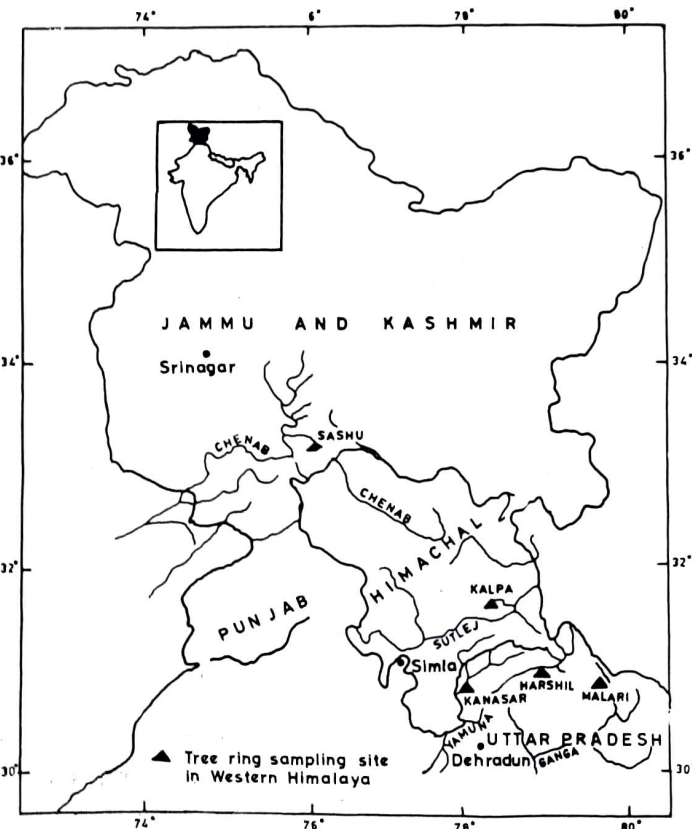 74°
6°
78°
80°
36°
36°
JAMMU AND KASHMIR
34°
34°
Srinagar
SASHU
CHENAB
CHENAB
HIMACHAL
32°
32°
KALPA
PUNJAB
SUTLEJ
Simla
KANASAR
HARSHIL
MALARI
YAMUNA
UTTAR PRADESH
Dehradun
GANGA
Tree ring sampling site
in Western Himalaya
30°
30
74°
76°
78°
80°